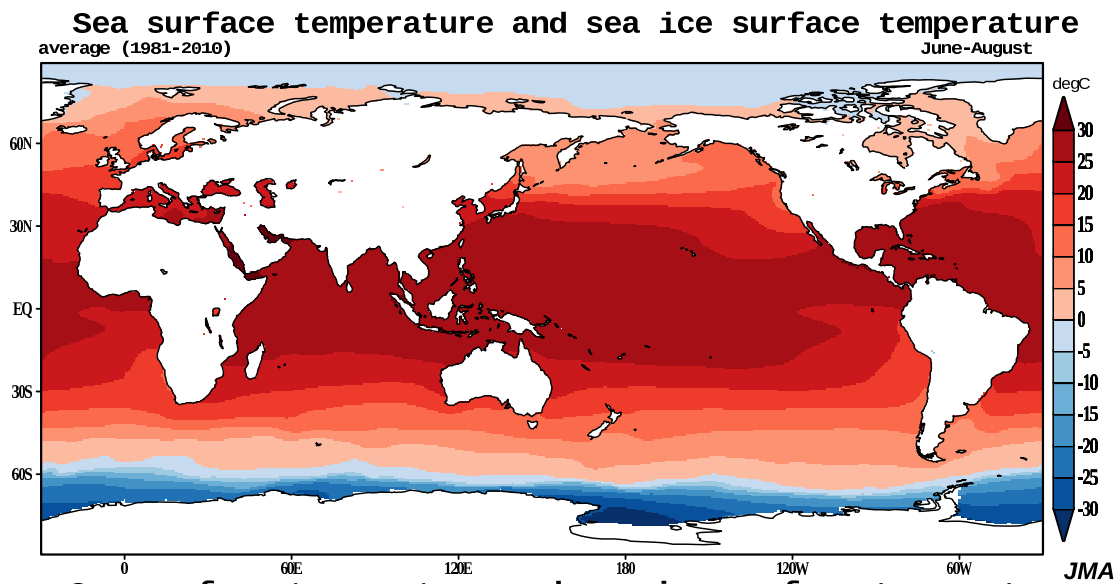 Sea surface temperature and sea ice surface temperature
average (1981-2010) June-August
degC
30
25
20
15
10
5
0
-5
-10
-15
-20
-25
-30
60N
30N
EQ
30S
60S
0 60E 120E 180 120W 60W
JMA